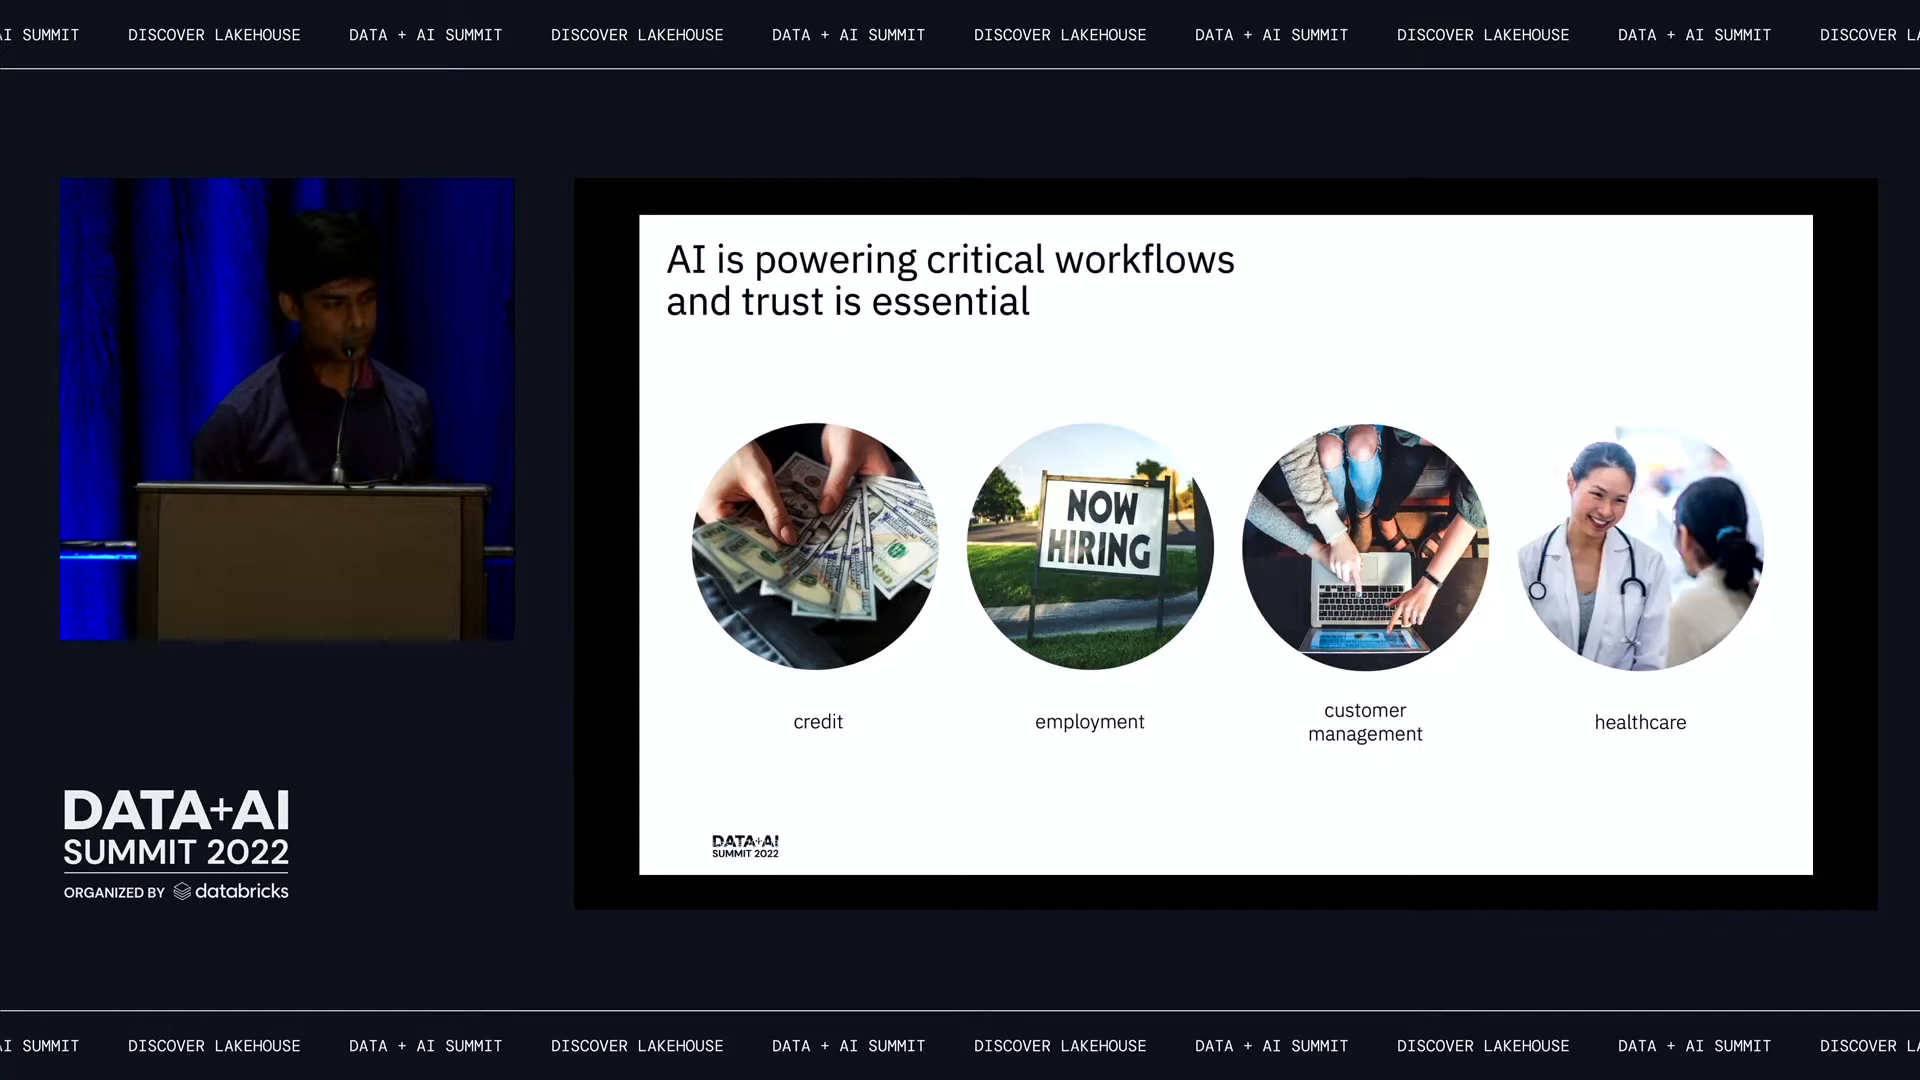 AI SUMMIT DISCOVER LAKEHOUSE DATA + AI SUMMIT DISCOVER LAKEHOUSE DATA + AI SUMMIT DISCOVER LAKEHOUSE DATA + AI SUMMIT DISCOVER LAKEHOUSE DATA + AI SUMMIT DISCOVER LA
AI is powering critical workflows
and trust is essential
NOW
HIRING
credit
employment
customer
management
healthcare
DATA+AI
SUMMIT 2022
ORGANIZED BY databricks
DATA+AI
SUMMIT 2022
AI SUMMIT DISCOVER LAKEHOUSE DATA + AI SUMMIT DISCOVER LAKEHOUSE DATA + AI SUMMIT DISCOVER LAKEHOUSE DATA + AI SUMMIT DISCOVER LAKEHOUSE DATA + AI SUMMIT DISCOVER LA